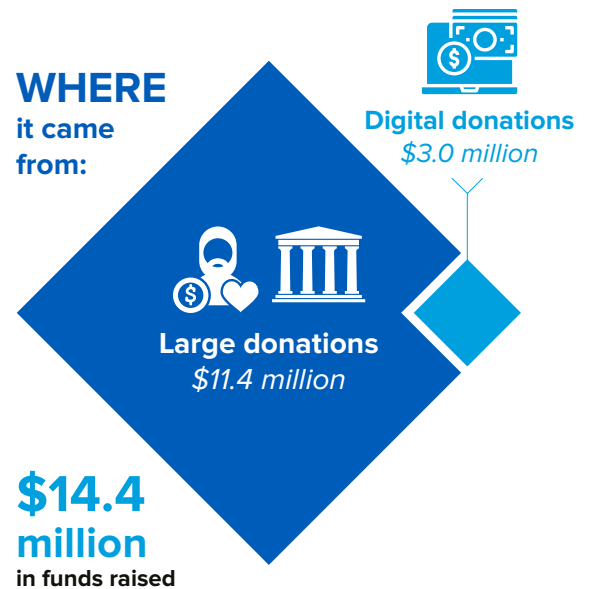 WHERE
it came
from:
Digital donations
$3.0 million
$
$
Large donations
$11.4 million
$14.4
million
in funds raised